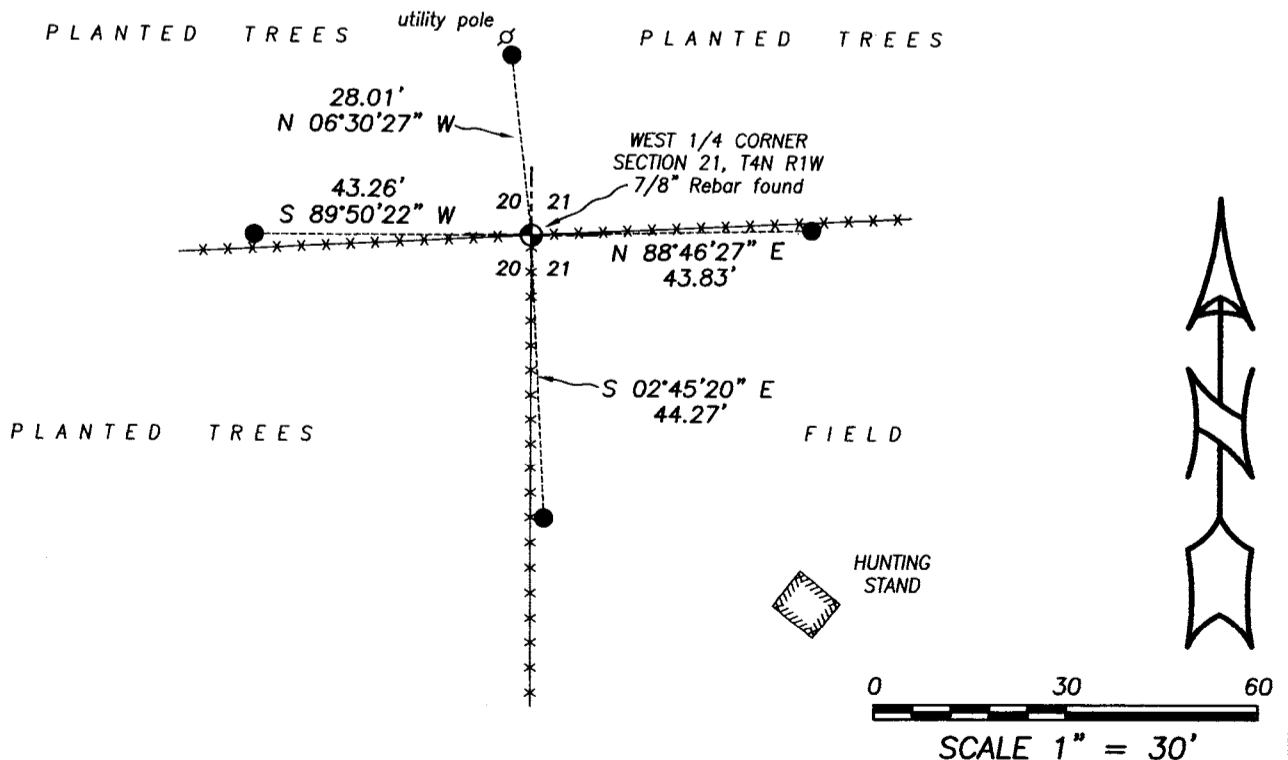 utility pole
PLANTED TREES
PLANTED TREES
28.01'
N 06°30'27" W
WEST 1/4 CORNER
SECTION 21, T4N R1W
7/8" Rebar found
43.26'
S 89°50'22" W
20 21
20 21
N 88°46'27" E
43.83'
S 02°45'20" E
44.27'
PLANTED TREES
FIELD
HUNTING
STAND
N
0 30 60
SCALE 1" = 30'